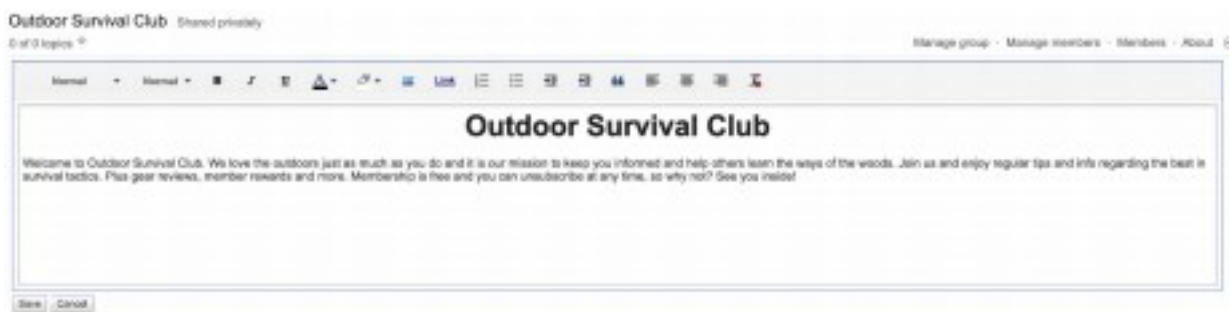 Outdoor Survival Club Shared privately
0 of 0 topics
Manage group · Manage members · Members · About
Normal Normal B I U A Link
Outdoor Survival Club
Welcome to Outdoor Survival Club. We love the outdoors just as much as you do and it is our mission to keep you informed and help others learn the ways of the woods. Join us and enjoy regular tips and info regarding the best in
survival tactics. Plus gear reviews, member rewards and more. Membership is free and you can unsubscribe at any time, so why not? See you inside!
Save Cancel